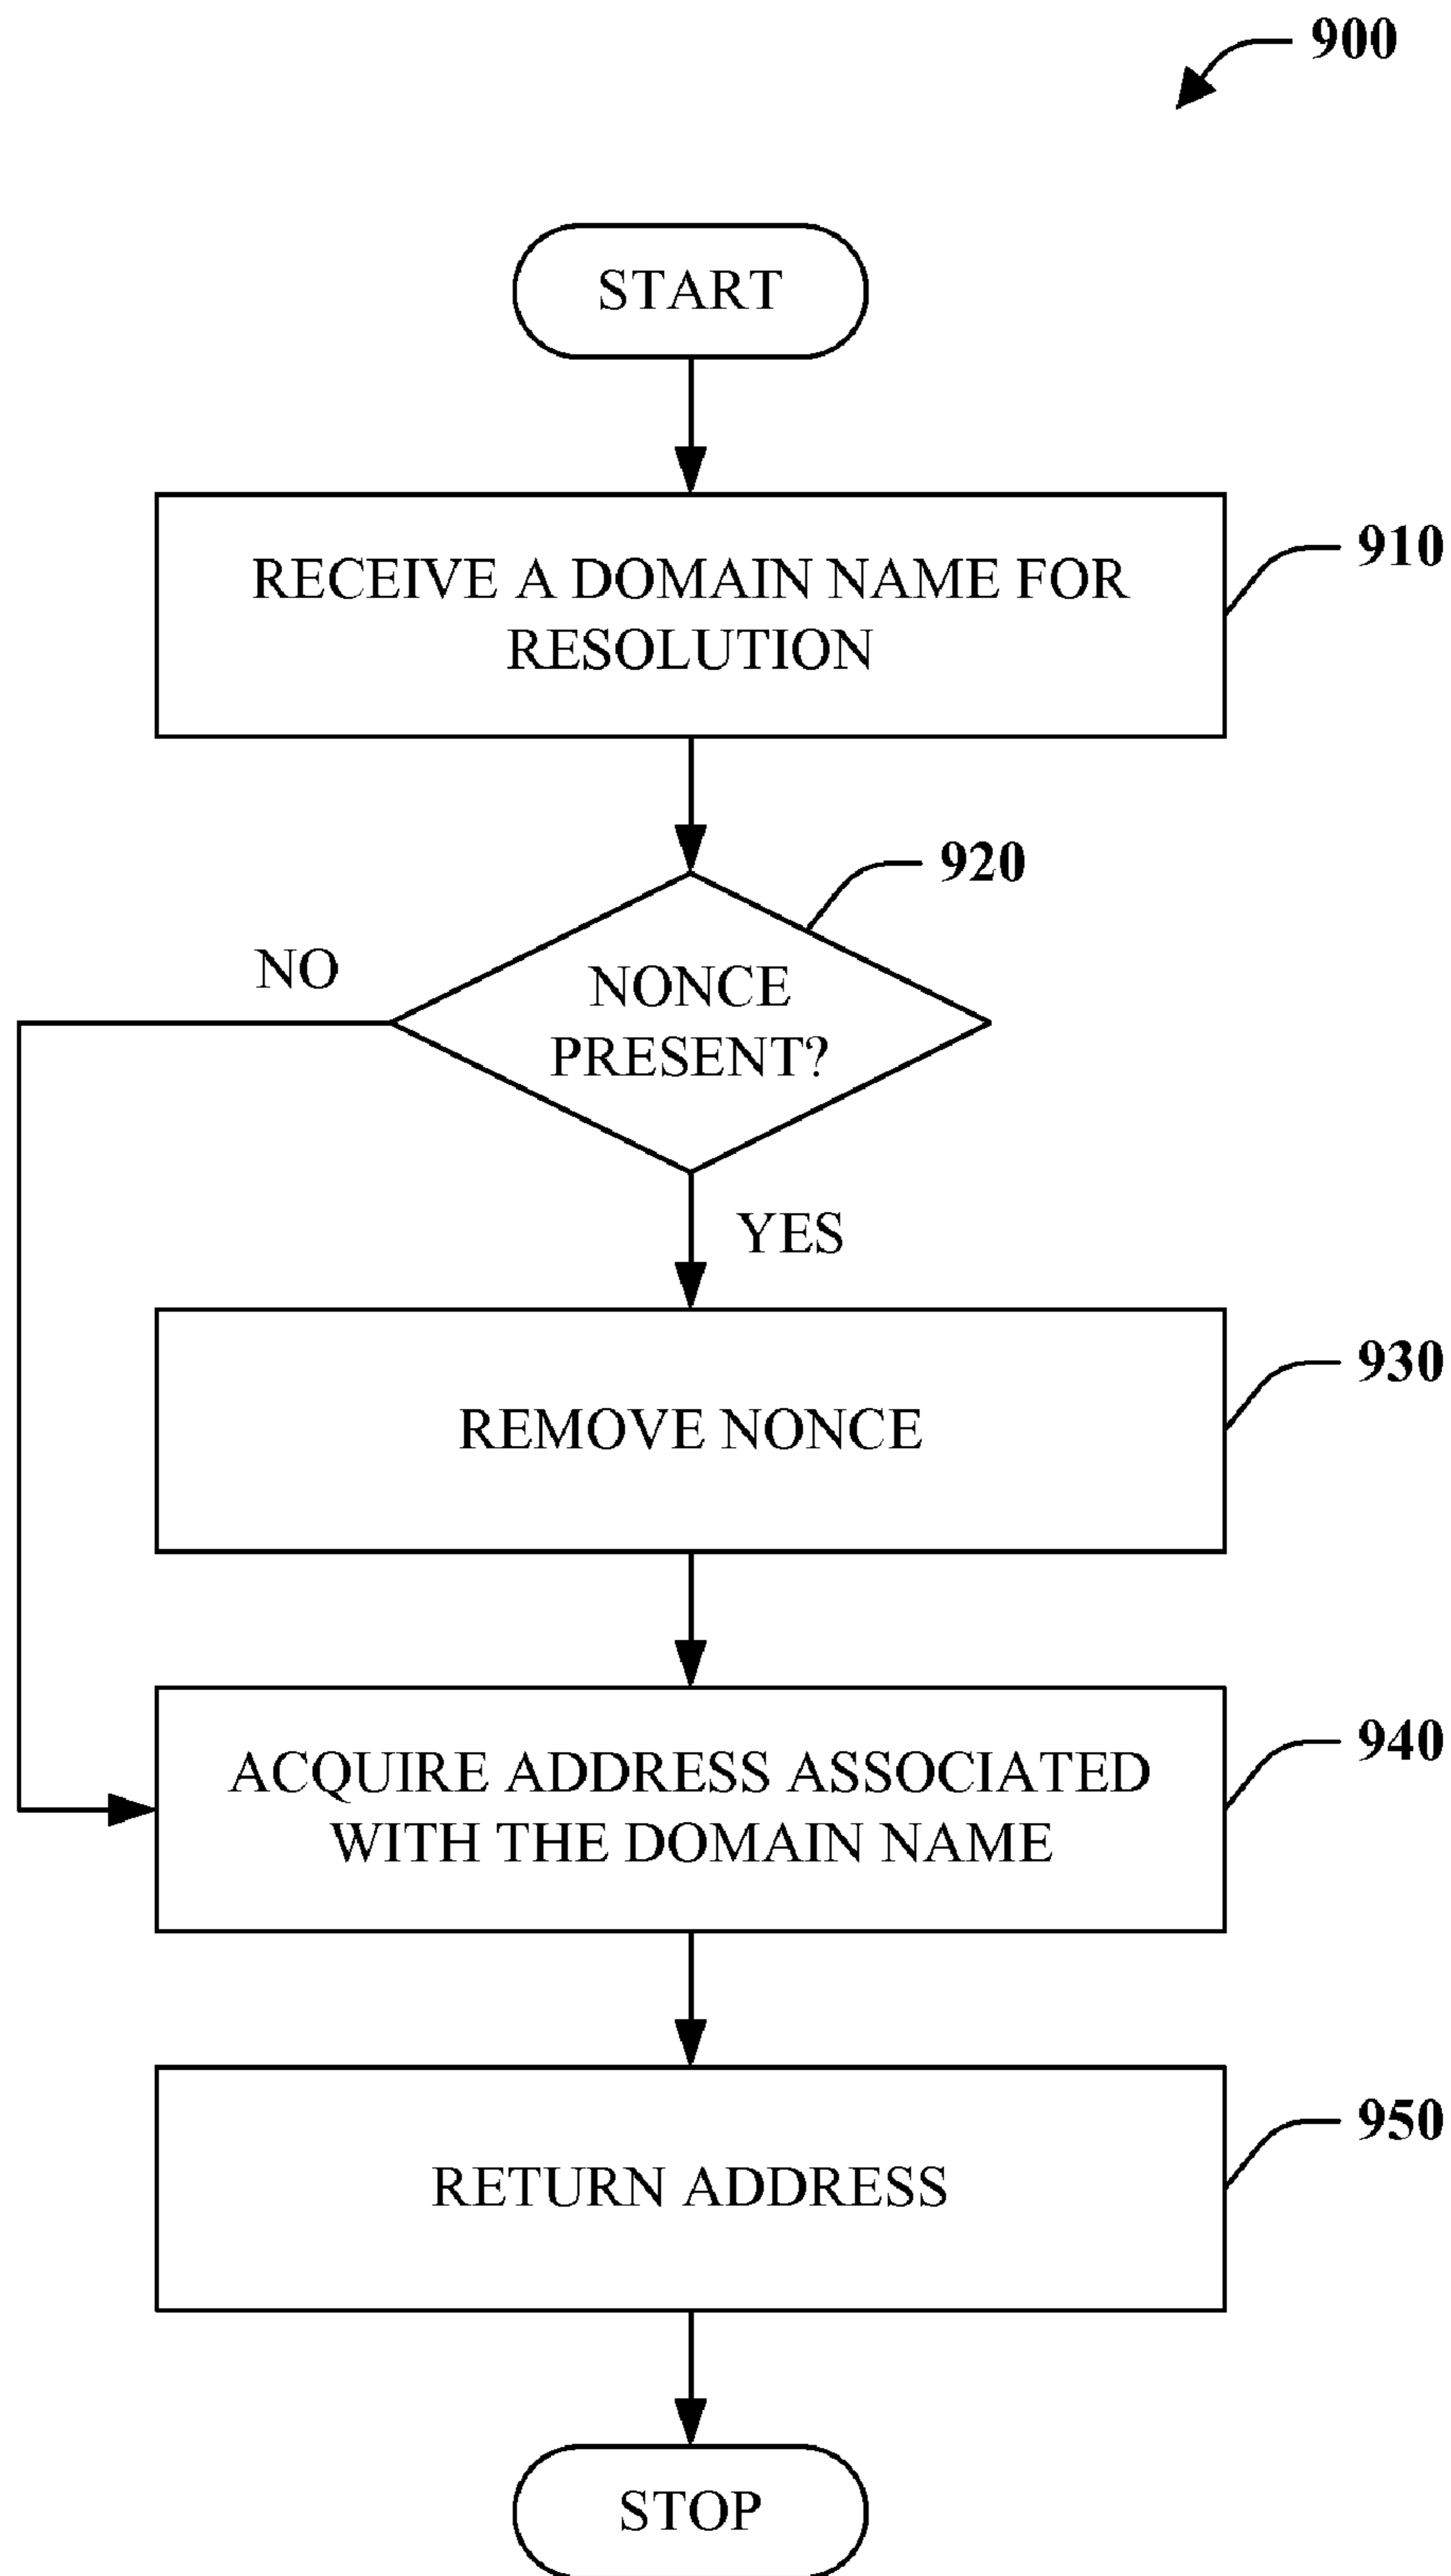 900
START
RECEIVE A DOMAIN NAME FOR
RESOLUTION
910
920
NO
NONCE
PRESENT?
YES
REMOVE NONCE
930
ACQUIRE ADDRESS ASSOCIATED
WITH THE DOMAIN NAME
940
RETURN ADDRESS
950
STOP